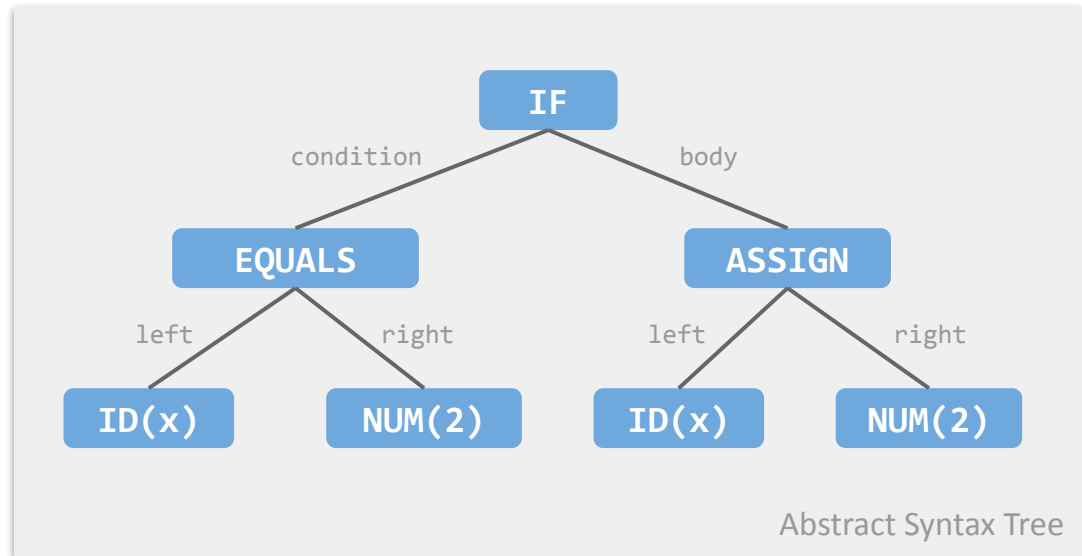 IF
condition
body
EQUALS
ASSIGN
left
right
left
right
ID(x)
NUM(2)
ID(x)
NUM(2)
Abstract Syntax Tree